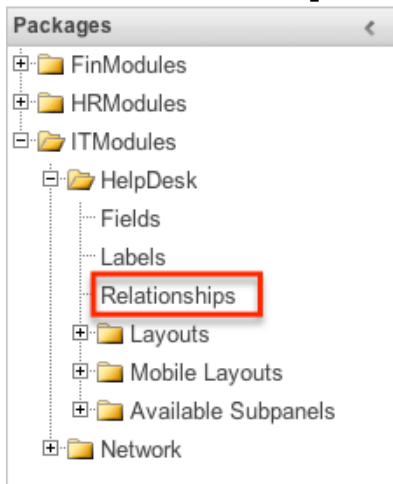 Packages
FinModules
HRModules
ITModules
HelpDesk
Fields
Labels
Relationships
Layouts
Mobile Layouts
Available Subpanels
Network